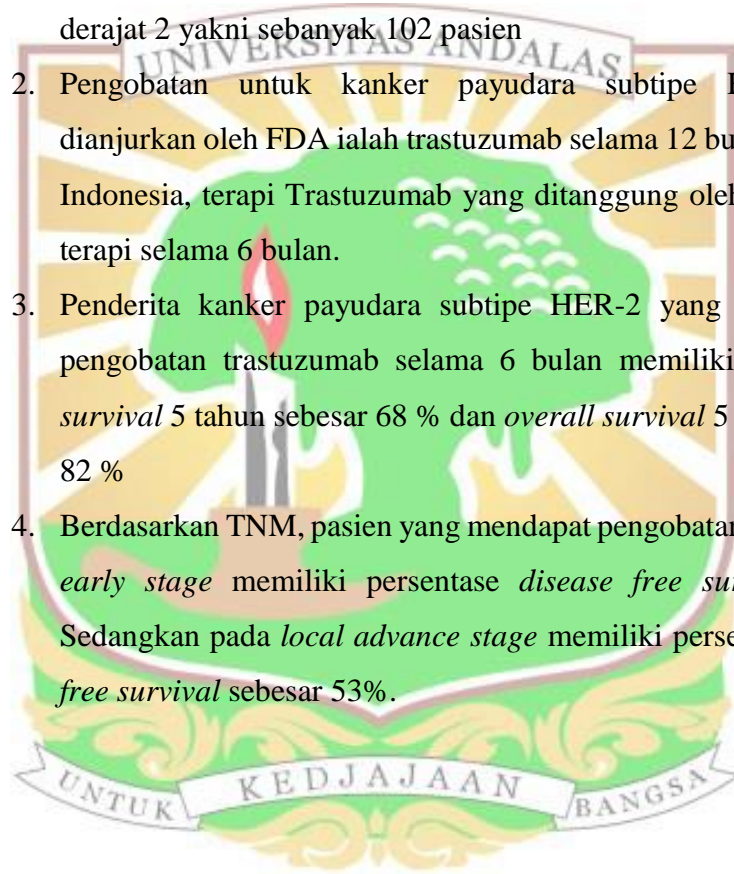 derajat 2 yakni sebanyak 102 pasien
UNIVERSITAS ANDALAS
2. Pengobatan untuk kanker payudara subtipe
dianjurkan oleh FDA ialah trastuzumab selama 12 bu
Indonesia, terapi Trastuzumab yang ditanggung oleh
terapi selama 6 bulan.
3. Penderita kanker payudara subtipe HER-2 yang
pengobatan trastuzumab selama 6 bulan memiliki
survival 5 tahun sebesar 68 % dan overall survival 5
82 %
4. Berdasarkan TNM, pasien yang mendapat pengobatan
early stage memiliki persentase disease free su
Sedangkan pada local advance stage memiliki perse
free survival sebesar 53%.
UNTUK KEDJAJAAN BANGSA